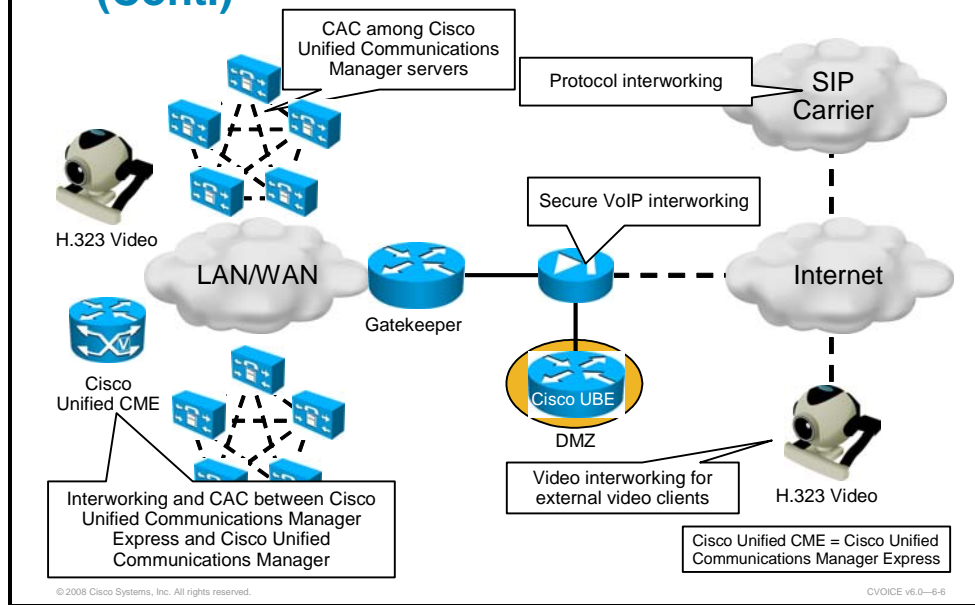 (Cont.)
CAC among Cisco
Unified Communications
Manager servers
Protocol interworking
SIP
Carrier
H.323 Video
Secure VoIP interworking
LAN/WAN
Gatekeeper
Internet
V
Cisco
Unified CME
Cisco UBE
DMZ
Interworking and CAC between Cisco
Unified Communications Manager
Express and Cisco Unified
Communications Manager
Video interworking for
external video clients
H.323 Video
Cisco Unified CME = Cisco Unified
Communications Manager Express
© 2008 Cisco Systems, Inc. All rights reserved.
CVOICE v6.0—6-6